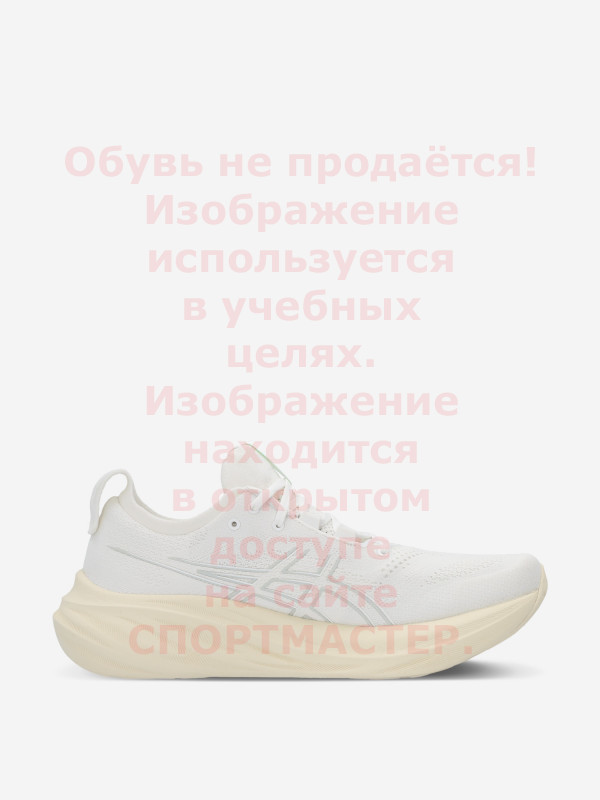 Обувь не продаётся!
Изображение
используется
в учебных
целях.
Изображение
находится
в открытом
доступе
на сайте
СПОРТМАСТЕР.